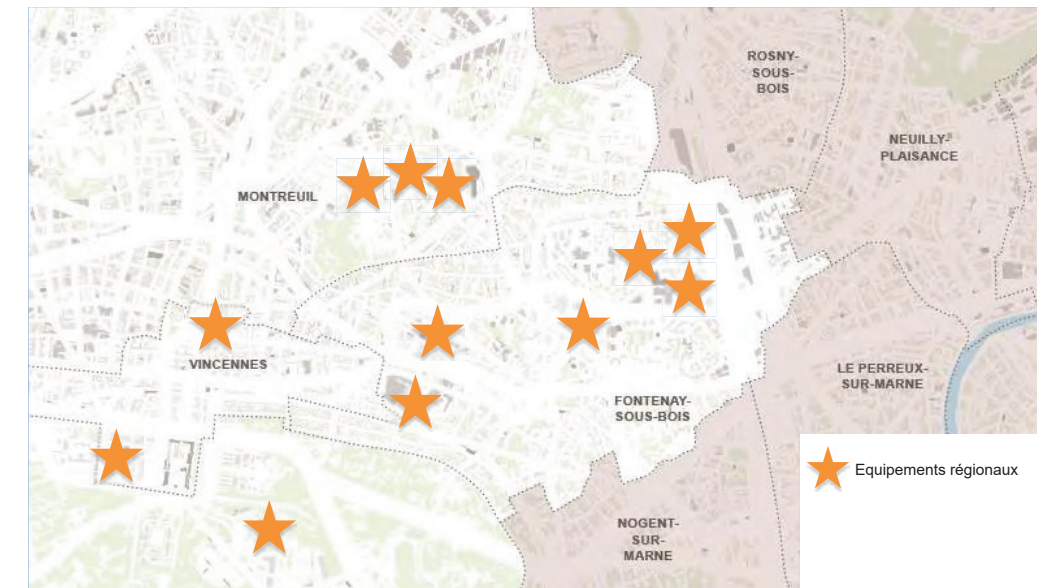 ROSNY-
SOUS-
BOIS
NEUILLY-
PLAISANCE
MONTREUIL
VINCENNES
LE PERREUX-
SUR-MARNE
FONTENAY-
SOUS-BOIS
Equipements régionaux
NOGENT-
SUR-
MARNE